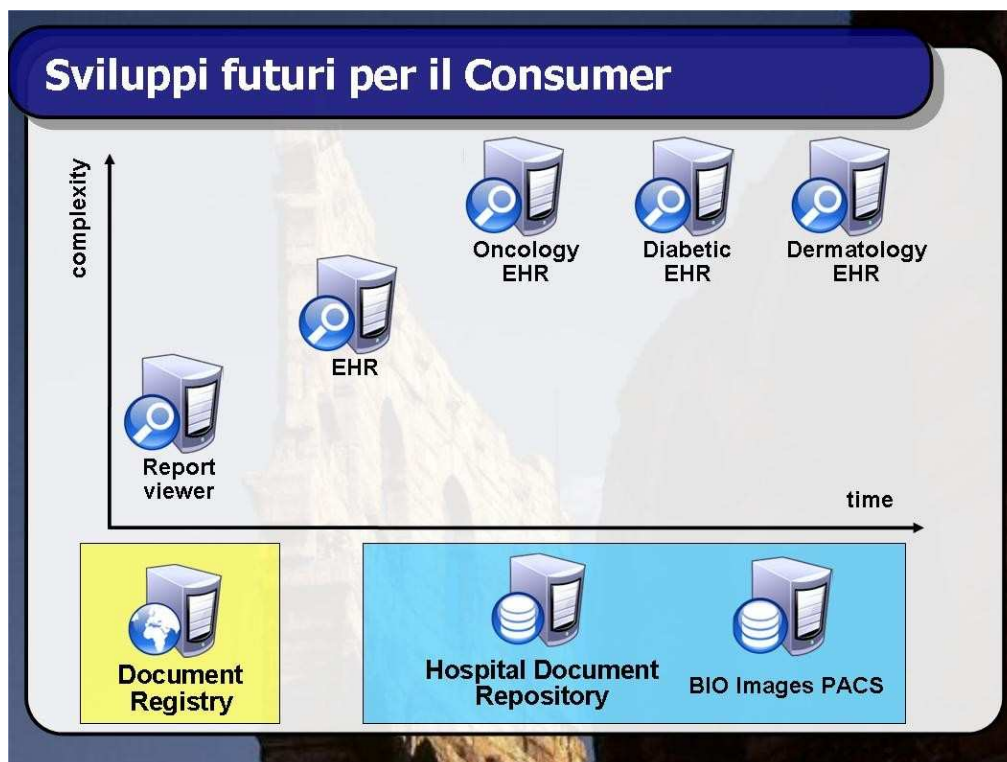 Sviluppi futuri per il Consumer
complexity
Oncology
EHR
Diabetic
EHR
Dermatology
EHR
EHR
Report
viewer
time
Document
Registry
Hospital Document
Repository
BIO Images PACS